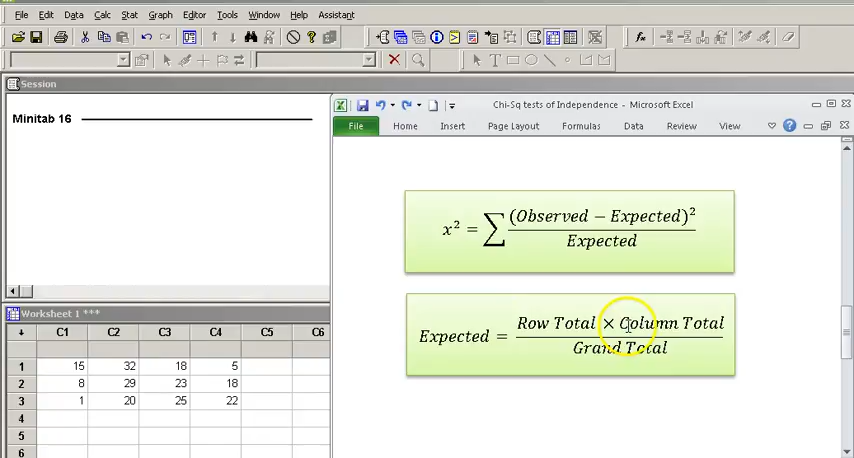 File Edit Data Calc Stat Graph Editor Tools Window Help Assistant
Session
Minitab 16
Worksheet 1 ***
C1 C2 C3 C4 C5 C6
1 15 32 18 5
2 8 29 23 18
3 1 20 25 22
4
5
6
Chi-Sq tests of Independence - Microsoft Excel
File Home Insert Page Layout Formulas Data Review View
x² = ∑ (Observed − Expected)² / Expected
Expected = Row Total × Column Total / Grand Total